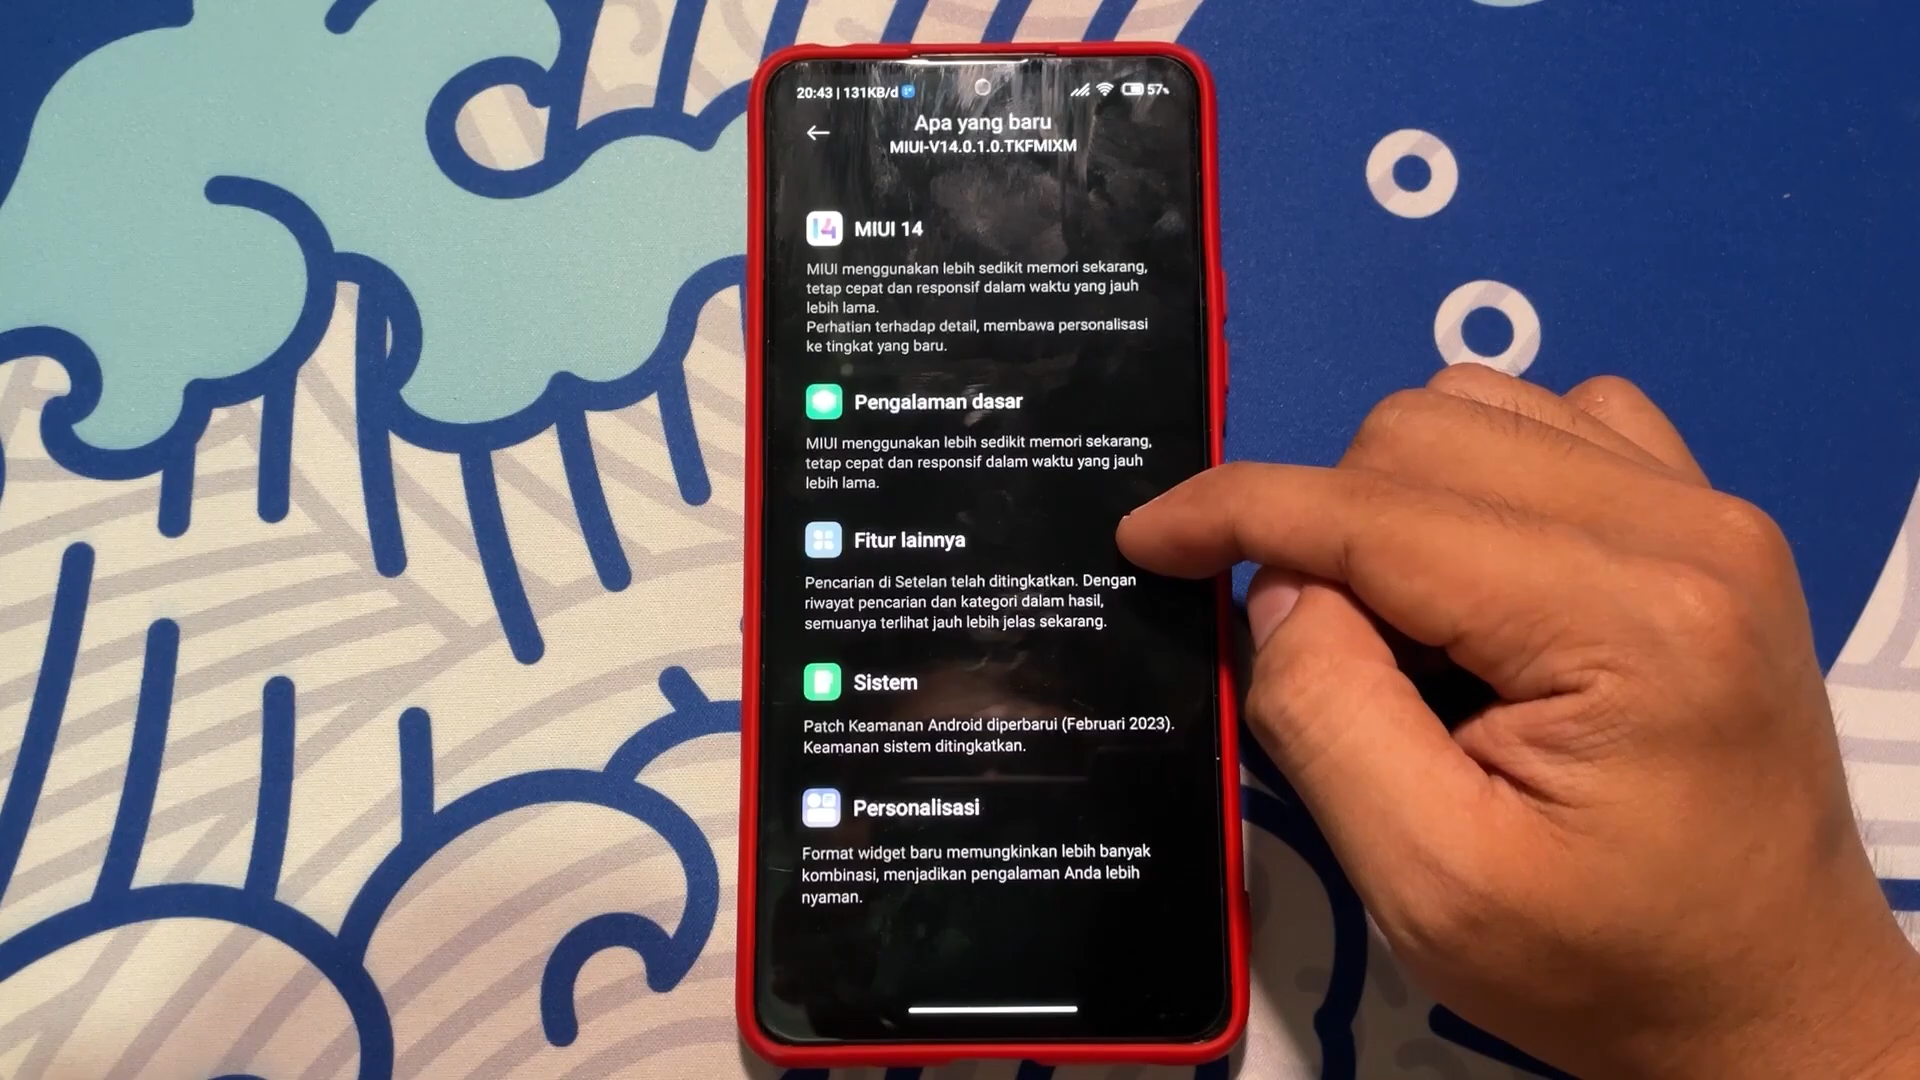 20:43 | 131KB/d
57%
Apa yang baru
MIUI-V14.0.1.0.TKFMIXM
MIUI 14
MIUI menggunakan lebih sedikit memori sekarang,
tetap cepat dan responsif dalam waktu yang jauh
lebih lama.
Perhatian terhadap detail, membawa personalisasi
ke tingkat yang baru.
Pengalaman dasar
MIUI menggunakan lebih sedikit memori sekarang,
tetap cepat dan responsif dalam waktu yang jauh
lebih lama.
Fitur lainnya
Pencarian di Setelan telah ditingkatkan. Dengan
riwayat pencarian dan kategori dalam hasil,
semuanya terlihat jauh lebih jelas sekarang.
Sistem
Patch Keamanan Android diperbarui (Februari 2023).
Keamanan sistem ditingkatkan.
Personalisasi
Format widget baru memungkinkan lebih banyak
kombinasi, menjadikan pengalaman Anda lebih
nyaman.